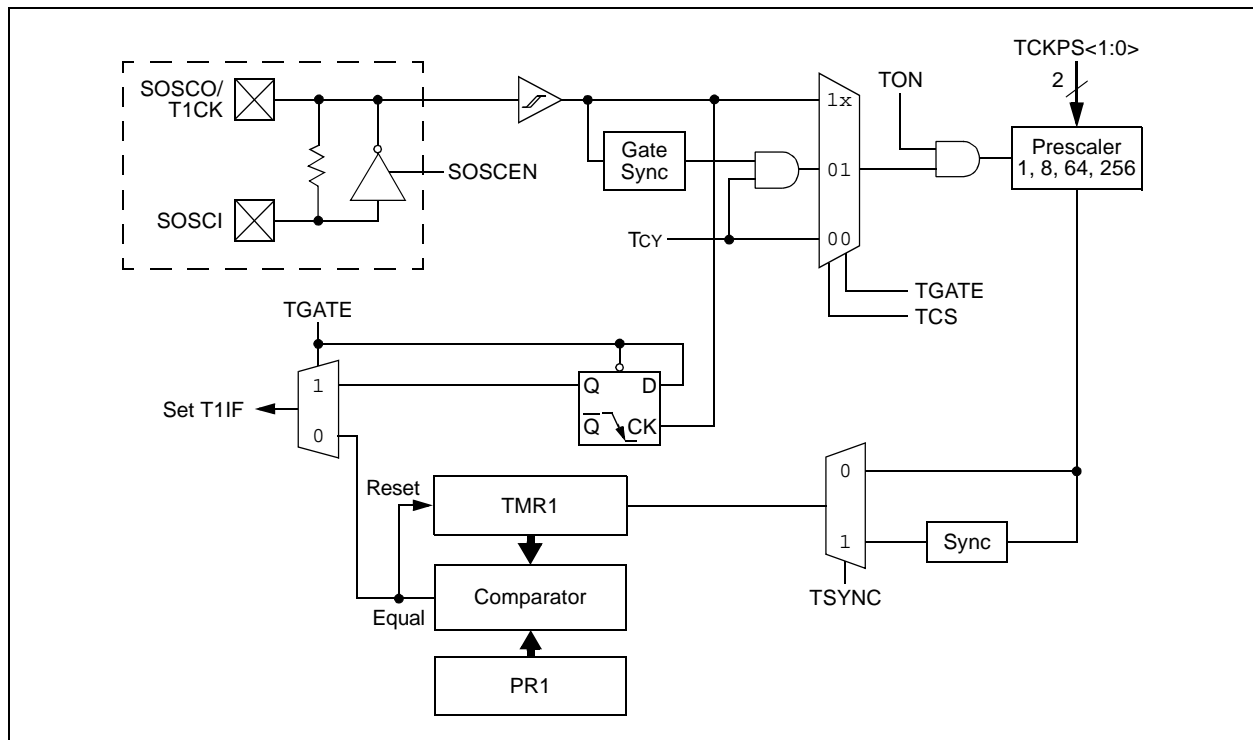 TCKPS<1:0>
2
SOSCO/
T1CK
SOSCI
SOSCEN
Gate
Sync
TCY
1x
01
00
TON
Prescaler
1, 8, 64, 256
TGATE
TCS
TGATE
1
0
Set T1IF
Q
D
Q̅
CK
Reset
TMR1
Equal
Comparator
PR1
0
1
Sync
TSYNC